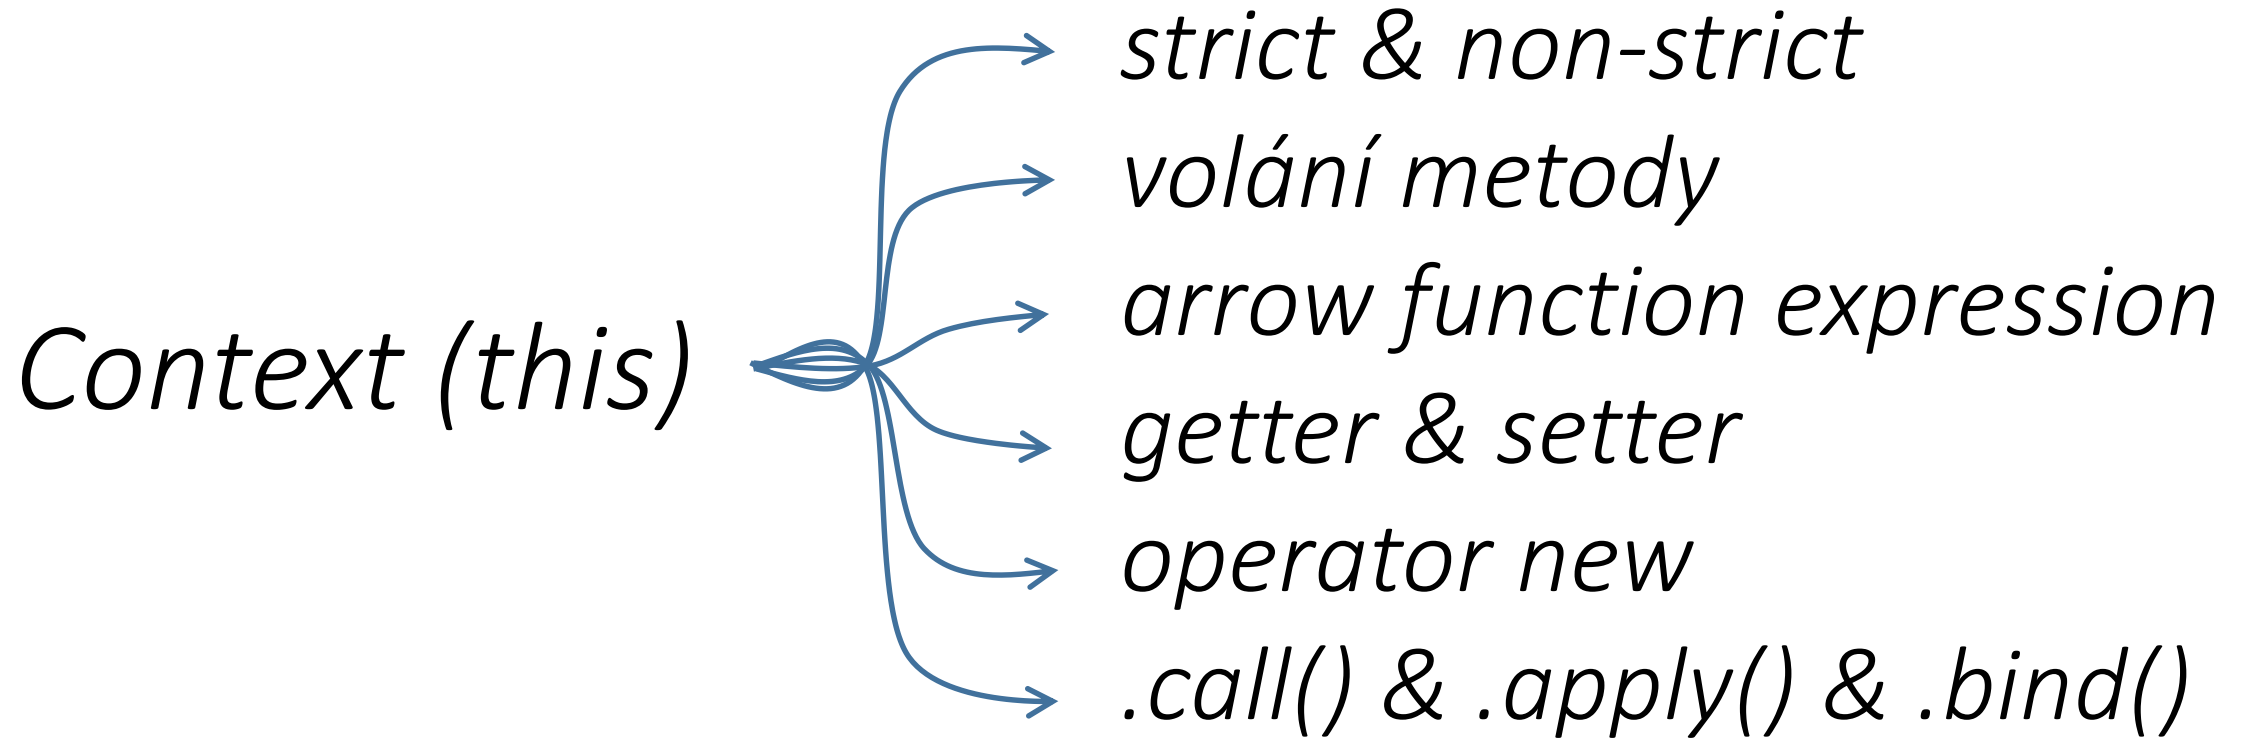 Context (this)
strict & non-strict
volání metody
arrow function expression
getter & setter
operator new
.call() & .apply() & .bind()